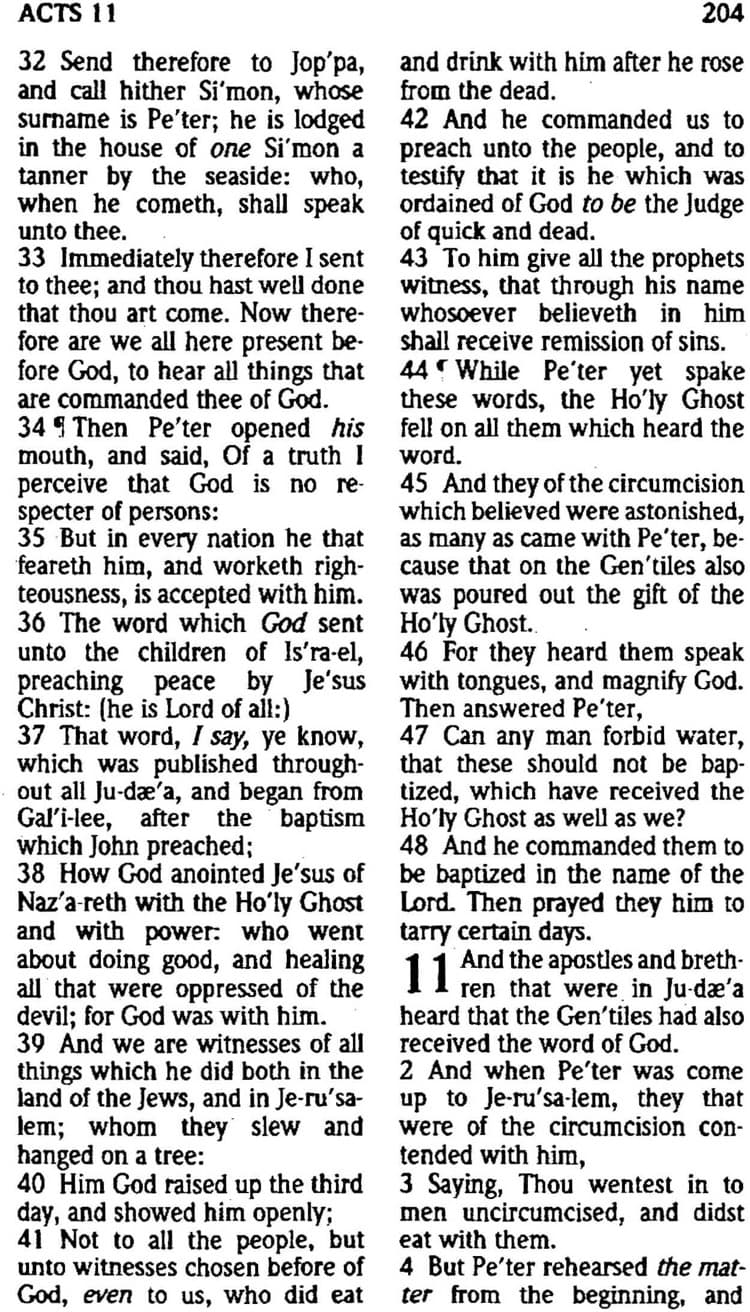 ACTS 11
204
32 Send therefore to Jop'pa,
and call hither Si'mon, whose
surname is Pe'ter; he is lodged
in the house of one Si'mon a
tanner by the seaside: who,
when he cometh, shall speak
unto thee.
33 Immediately therefore I sent
to thee; and thou hast well done
that thou art come. Now there-
fore are we all here present be-
fore God, to hear all things that
are commanded thee of God.
34 ¶ Then Pe'ter opened his
mouth, and said, Of a truth I
perceive that God is no re-
specter of persons:
35 But in every nation he that
feareth him, and worketh righ-
teousness, is accepted with him.
36 The word which God sent
unto the children of Is'ra-el,
preaching peace by Je'sus
Christ: (he is Lord of all:)
37 That word, I say, ye know,
which was published through-
out all Ju-dæ'a, and began from
Gal'i-lee, after the baptism
which John preached;
38 How God anointed Je'sus of
Naz'a-reth with the Ho'ly Ghost
and with power: who went
about doing good, and healing
all that were oppressed of the
devil; for God was with him.
39 And we are witnesses of all
things which he did both in the
land of the Jews, and in Je-ru'sa-
lem; whom they slew and
hanged on a tree:
40 Him God raised up the third
day, and showed him openly;
41 Not to all the people, but
unto witnesses chosen before of
God, even to us, who did eat
and drink with him after he rose
from the dead.
42 And he commanded us to
preach unto the people, and to
testify that it is he which was
ordained of God to be the Judge
of quick and dead.
43 To him give all the prophets
witness, that through his name
whosoever believeth in him
shall receive remission of sins.
44 ¶ While Pe'ter yet spake
these words, the Ho'ly Ghost
fell on all them which heard the
word.
45 And they of the circumcision
which believed were astonished,
as many as came with Pe'ter, be-
cause that on the Gen'tiles also
was poured out the gift of the
Ho'ly Ghost.
46 For they heard them speak
with tongues, and magnify God.
Then answered Pe'ter,
47 Can any man forbid water,
that these should not be bap-
tized, which have received the
Ho'ly Ghost as well as we?
48 And he commanded them to
be baptized in the name of the
Lord. Then prayed they him to
tarry certain days.
11 And the apostles and breth-
ren that were in Ju-dæ'a
heard that the Gen'tiles had also
received the word of God.
2 And when Pe'ter was come
up to Je-ru'sa-lem, they that
were of the circumcision con-
tended with him,
3 Saying, Thou wentest in to
men uncircumcised, and didst
eat with them.
4 But Pe'ter rehearsed the mat-
ter from the beginning, and